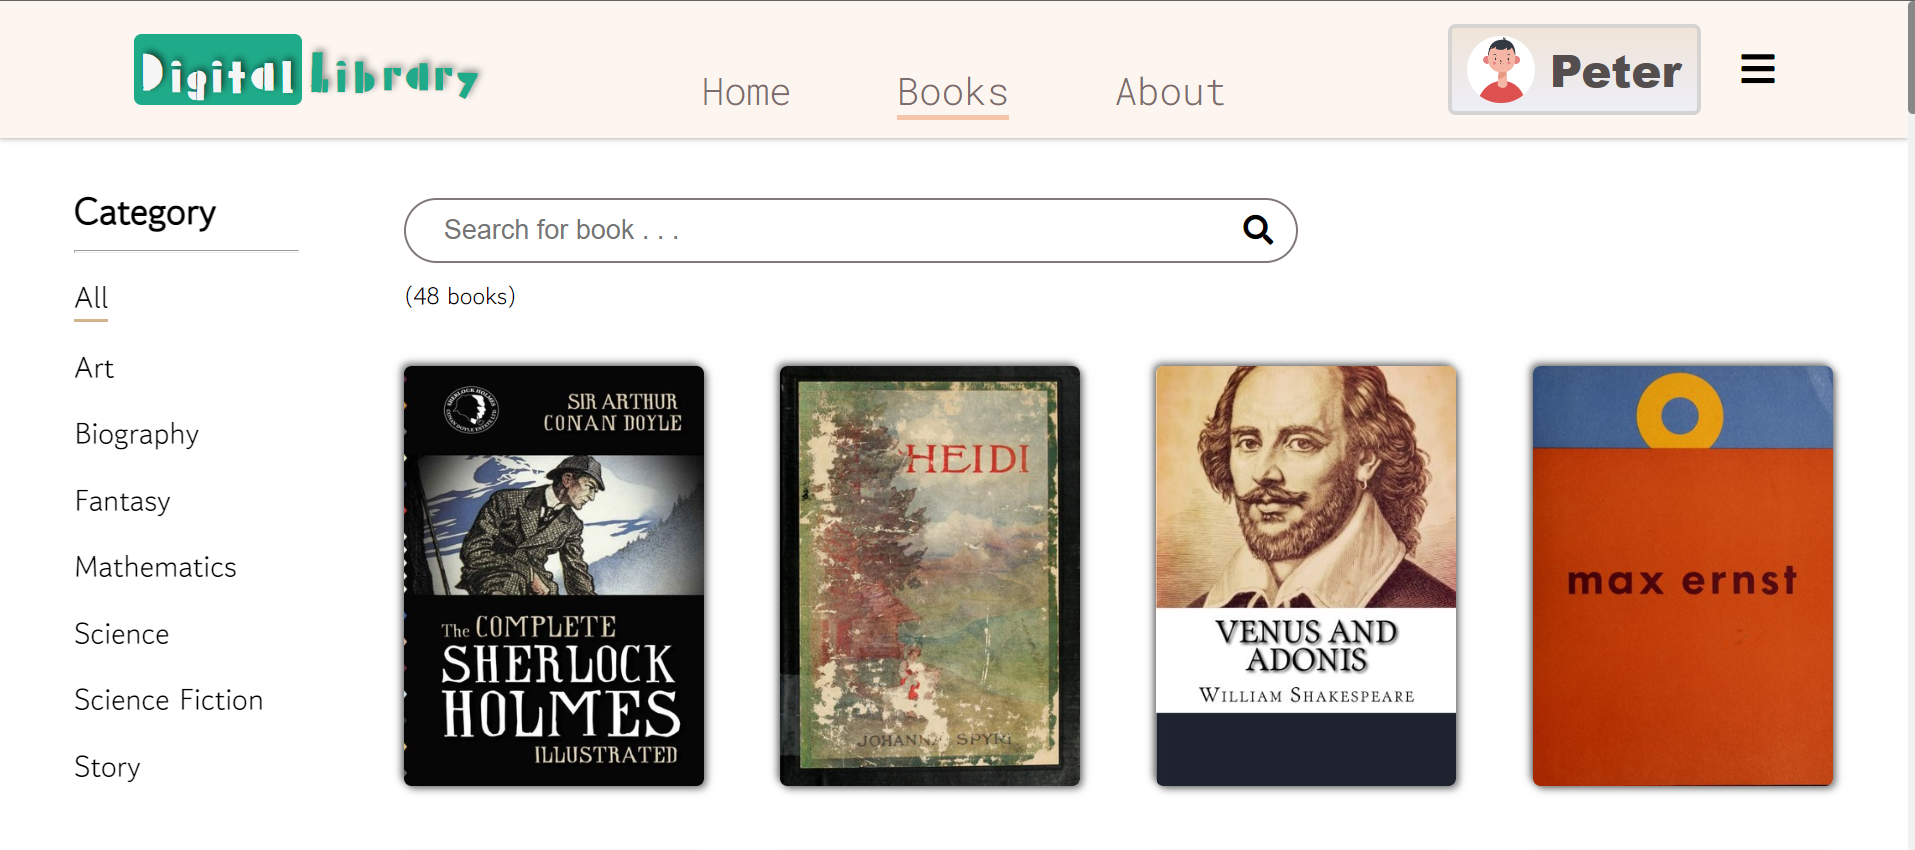 Digital Library
Home
Books
About
Peter
Category
All
Art
Biography
Fantasy
Mathematics
Science
Science Fiction
Story
Search for book . . .
(48 books)
SIR ARTHUR
CONAN DOYLE
The COMPLETE
SHERLOCK
HOLMES
ILLUSTRATED
HEIDI
JOHANNA SPYRI
VENUS AND
ADONIS
WILLIAM SHAKESPEARE
max ernst